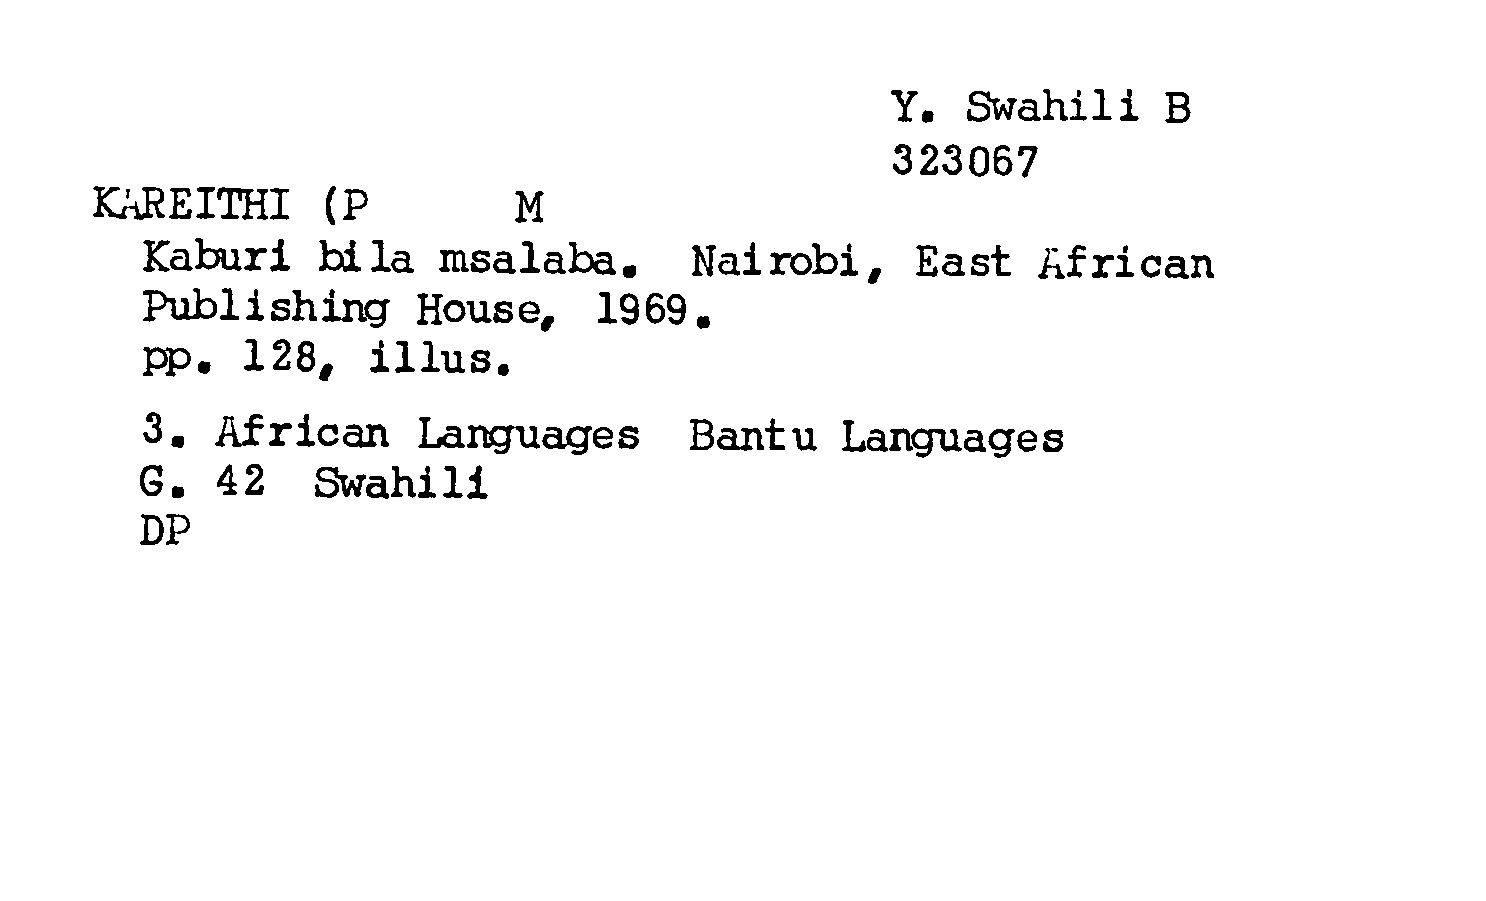 Y. Swahili B
323067
KAREITHI (P M
Kaburi bila msalaba. Nairobi, East African
Publishing House, 1969.
pp. 128, illus.
3. African Languages Bantu Languages
G. 42 Swahili
DP